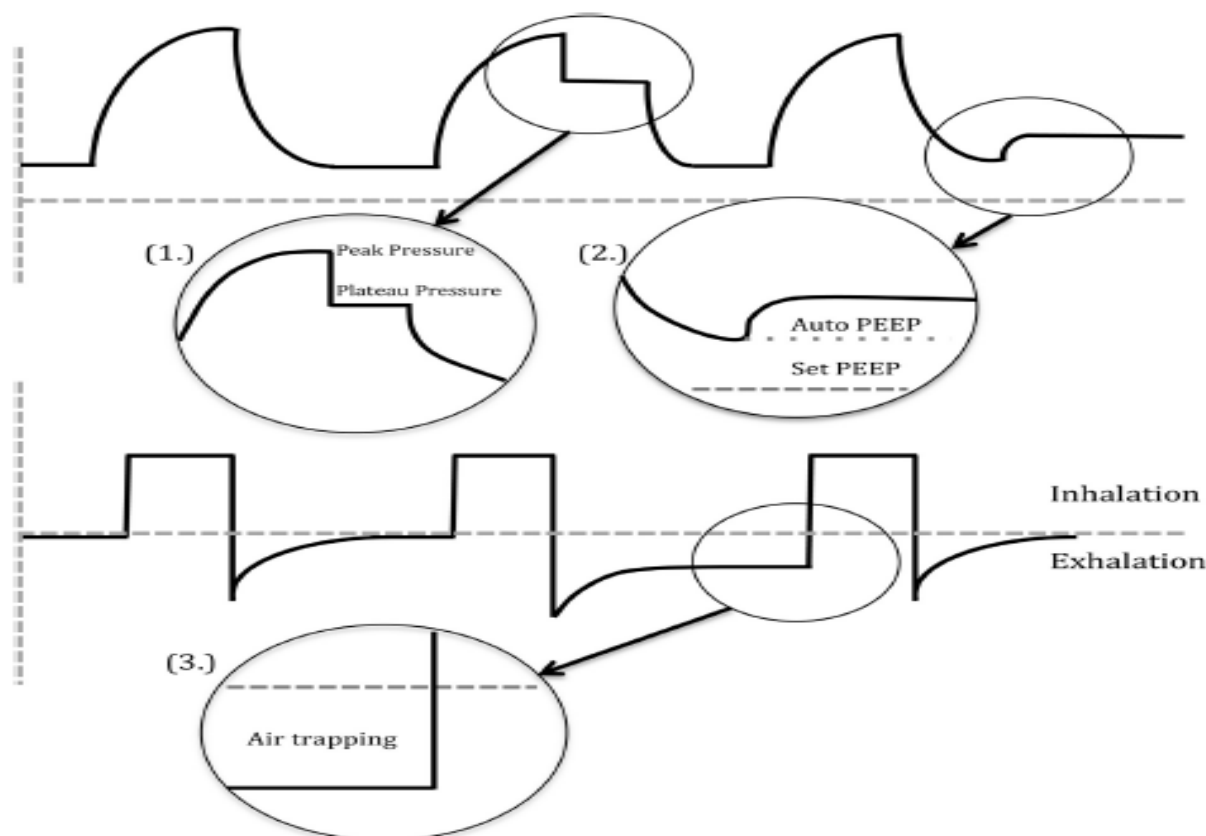 (1.)
Peak Pressure
Plateau Pressure
(2.)
Auto PEEP
Set PEEP
Inhalation
Exhalation
(3.)
Air trapping